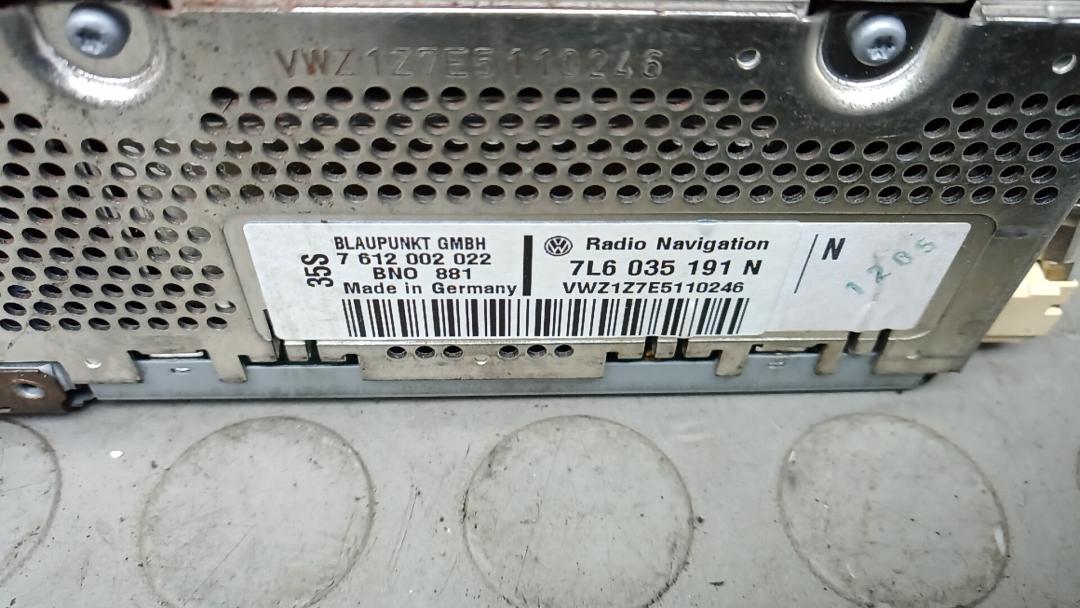 VWZ1Z7E5110246
35S
BLAUPUNKT GMBH
7 612 002 022
BNO 881
Made in Germany
Radio Navigation
7L6 035 191 N
VWZ1Z7E5110246
N
1205